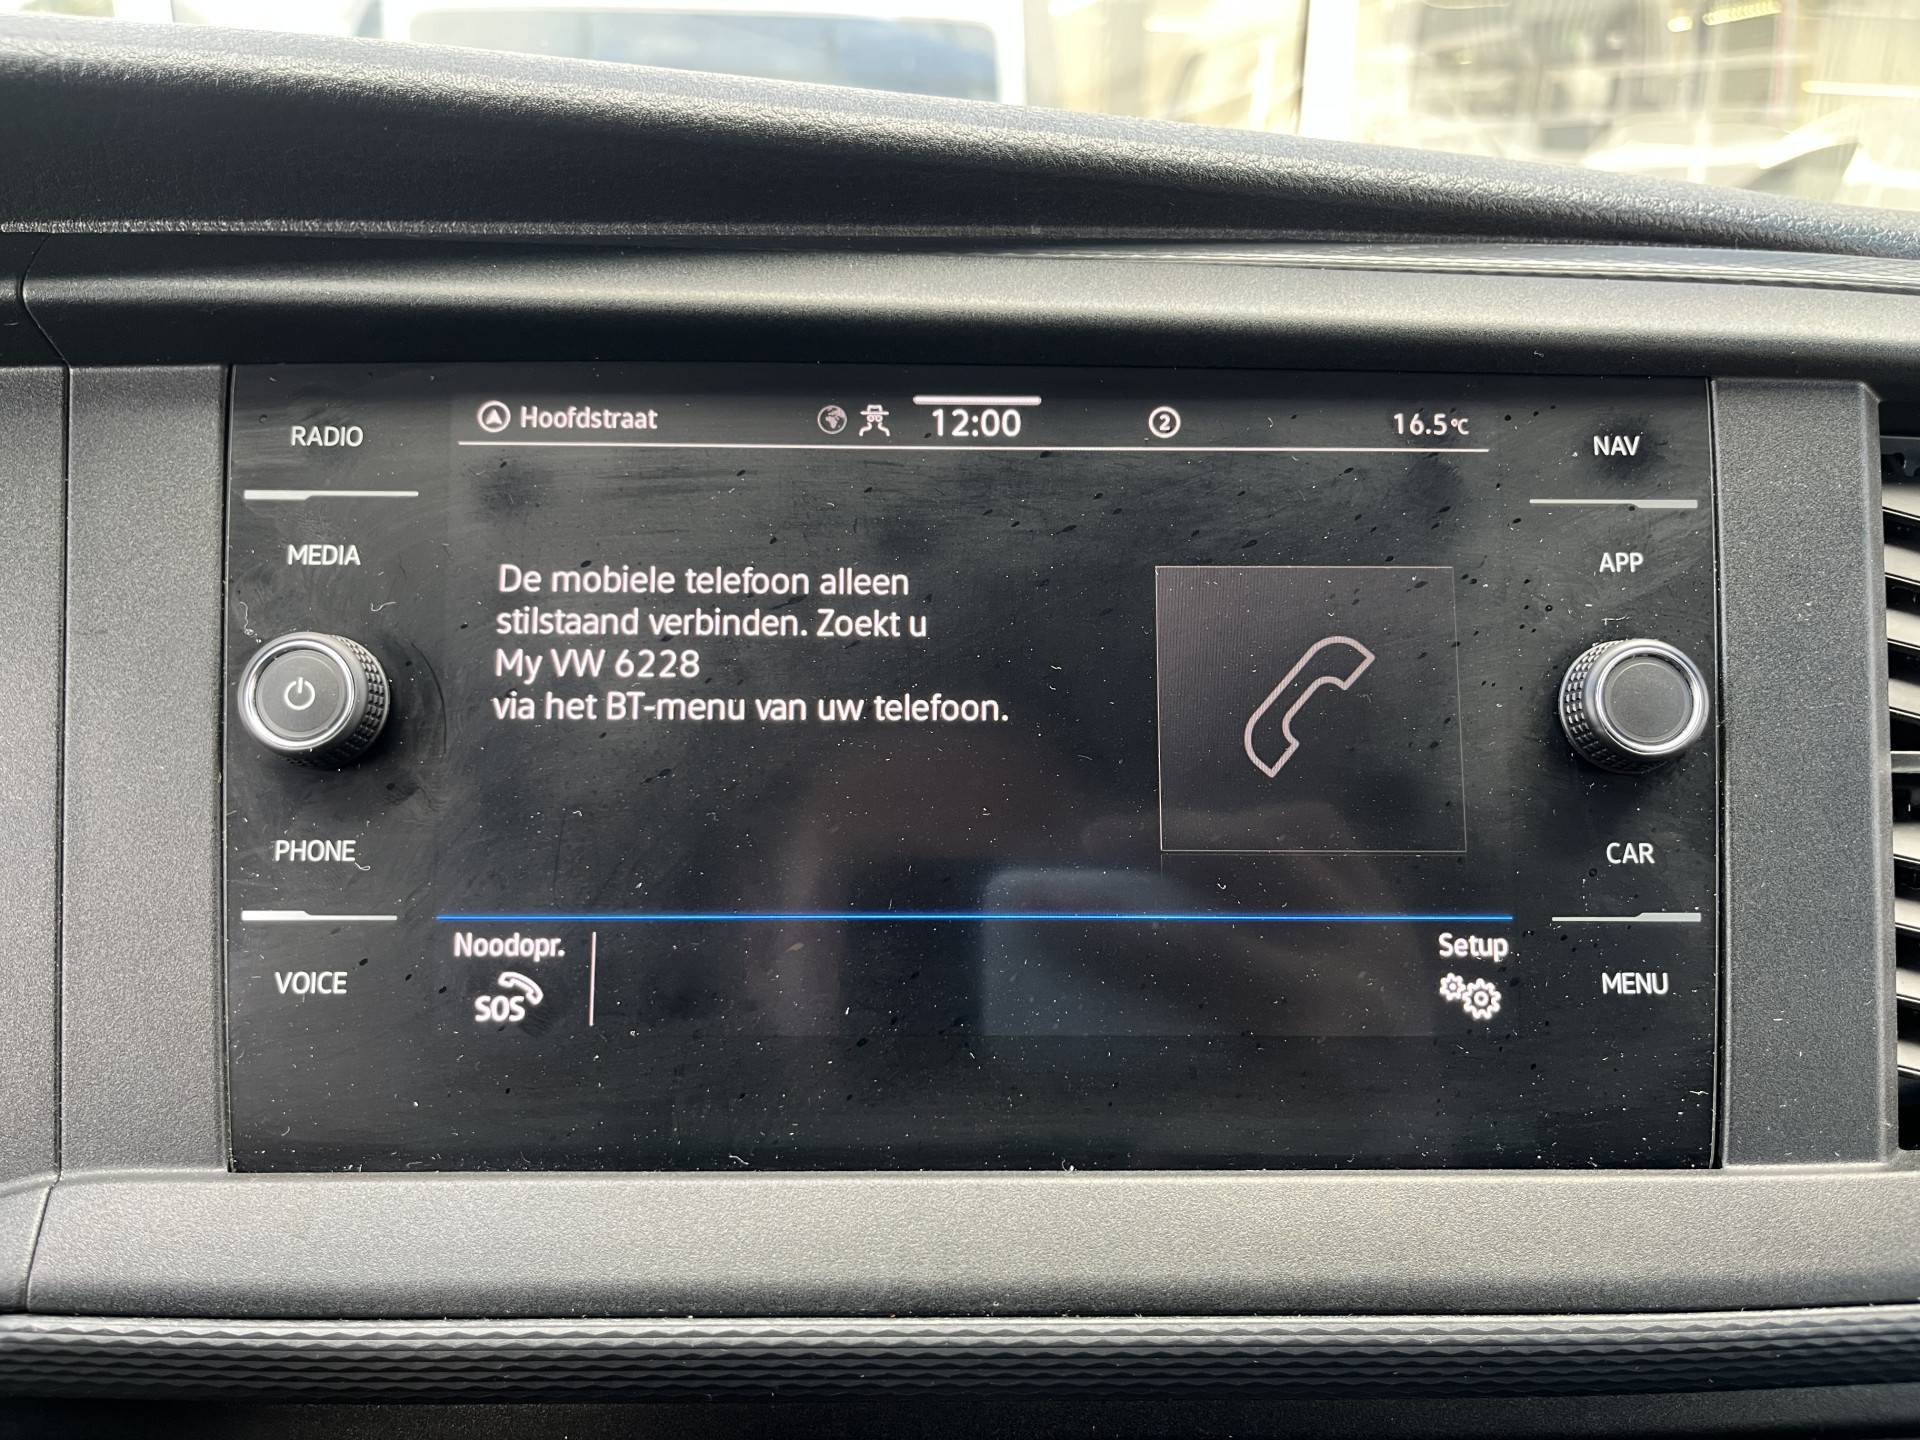 RADIO
MEDIA
PHONE
VOICE
Hoofdstraat 12:00 2 16.5°C
De mobiele telefoon alleen
stilstaand verbinden. Zoekt u
My VW 6228
via het BT-menu van uw telefoon.
Noodopr.
SOS
Setup
NAV
APP
CAR
MENU